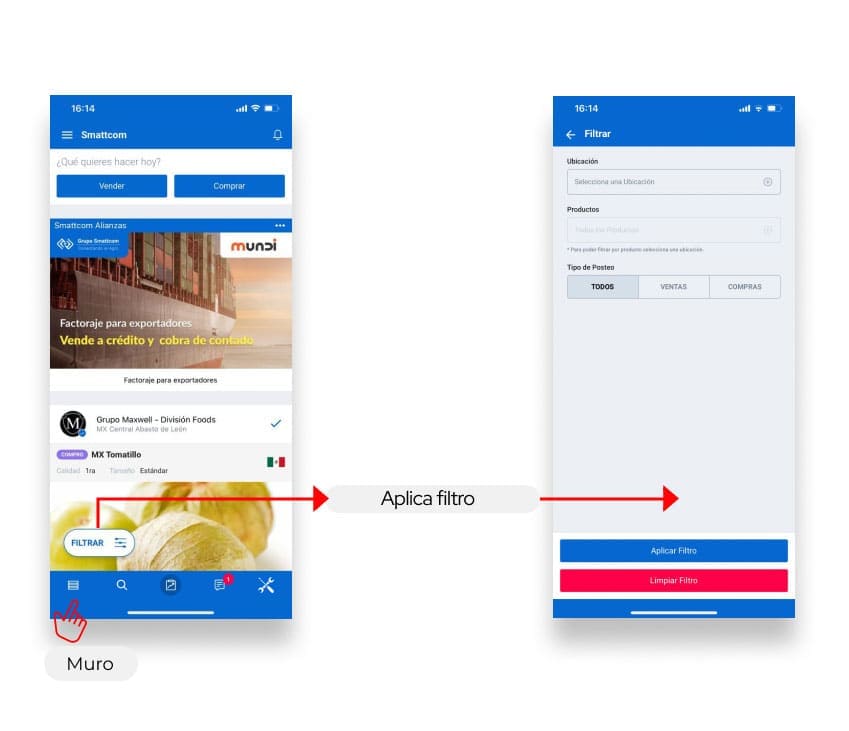 16:14
Smattcom
¿Qué quieres hacer hoy?
Vender
Comprar
Smattcom Alianzas
Grupo Smattcom
Conectando el Agro
mundi
Factoraje para exportadores
Vende a crédito y cobra de contado
Factoraje para exportadores
M
Grupo Maxwell - División Foods
MX Central Abasto de León
COMPRO MX Tomatillo
Calidad 1ra Tamaño Estándar
FILTRAR
1
Muro
Aplica filtro
16:14
Filtrar
Ubicación
Selecciona una Ubicación
Productos
Todos los Productos
* Para poder filtrar por producto selecciona una ubicación.
Tipo de Posteo
TODOS VENTAS COMPRAS
Aplicar Filtro
Limpiar Filtro